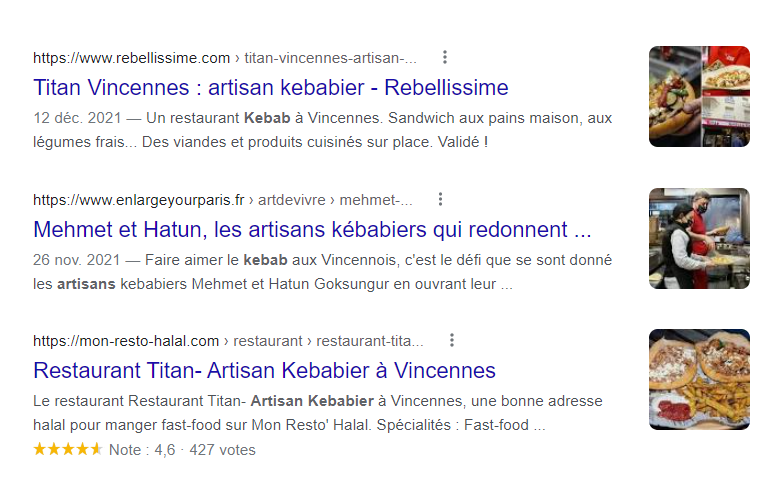 https://www.rebellissime.com › titan-vincennes-artisan-...
Titan Vincennes : artisan kebabier - Rebellissime
12 déc. 2021 — Un restaurant Kebab à Vincennes. Sandwich aux pains maison, aux
légumes frais... Des viandes et produits cuisinés sur place. Validé !
https://www.enlargeyourparis.fr › artdevivre › mehmet-...
Mehmet et Hatun, les artisans kébabiers qui redonnent ...
26 nov. 2021 — Faire aimer le kebab aux Vincennois, c'est le défi que se sont donné
les artisans kebabiers Mehmet et Hatun Goksungur en ouvrant leur ...
https://mon-resto-halal.com › restaurant › restaurant-tita...
Restaurant Titan- Artisan Kebabier à Vincennes
Le restaurant Restaurant Titan- Artisan Kebabier à Vincennes, une bonne adresse
halal pour manger fast-food sur Mon Resto' Halal. Spécialités : Fast-food ...
Note : 4,6 · 427 votes